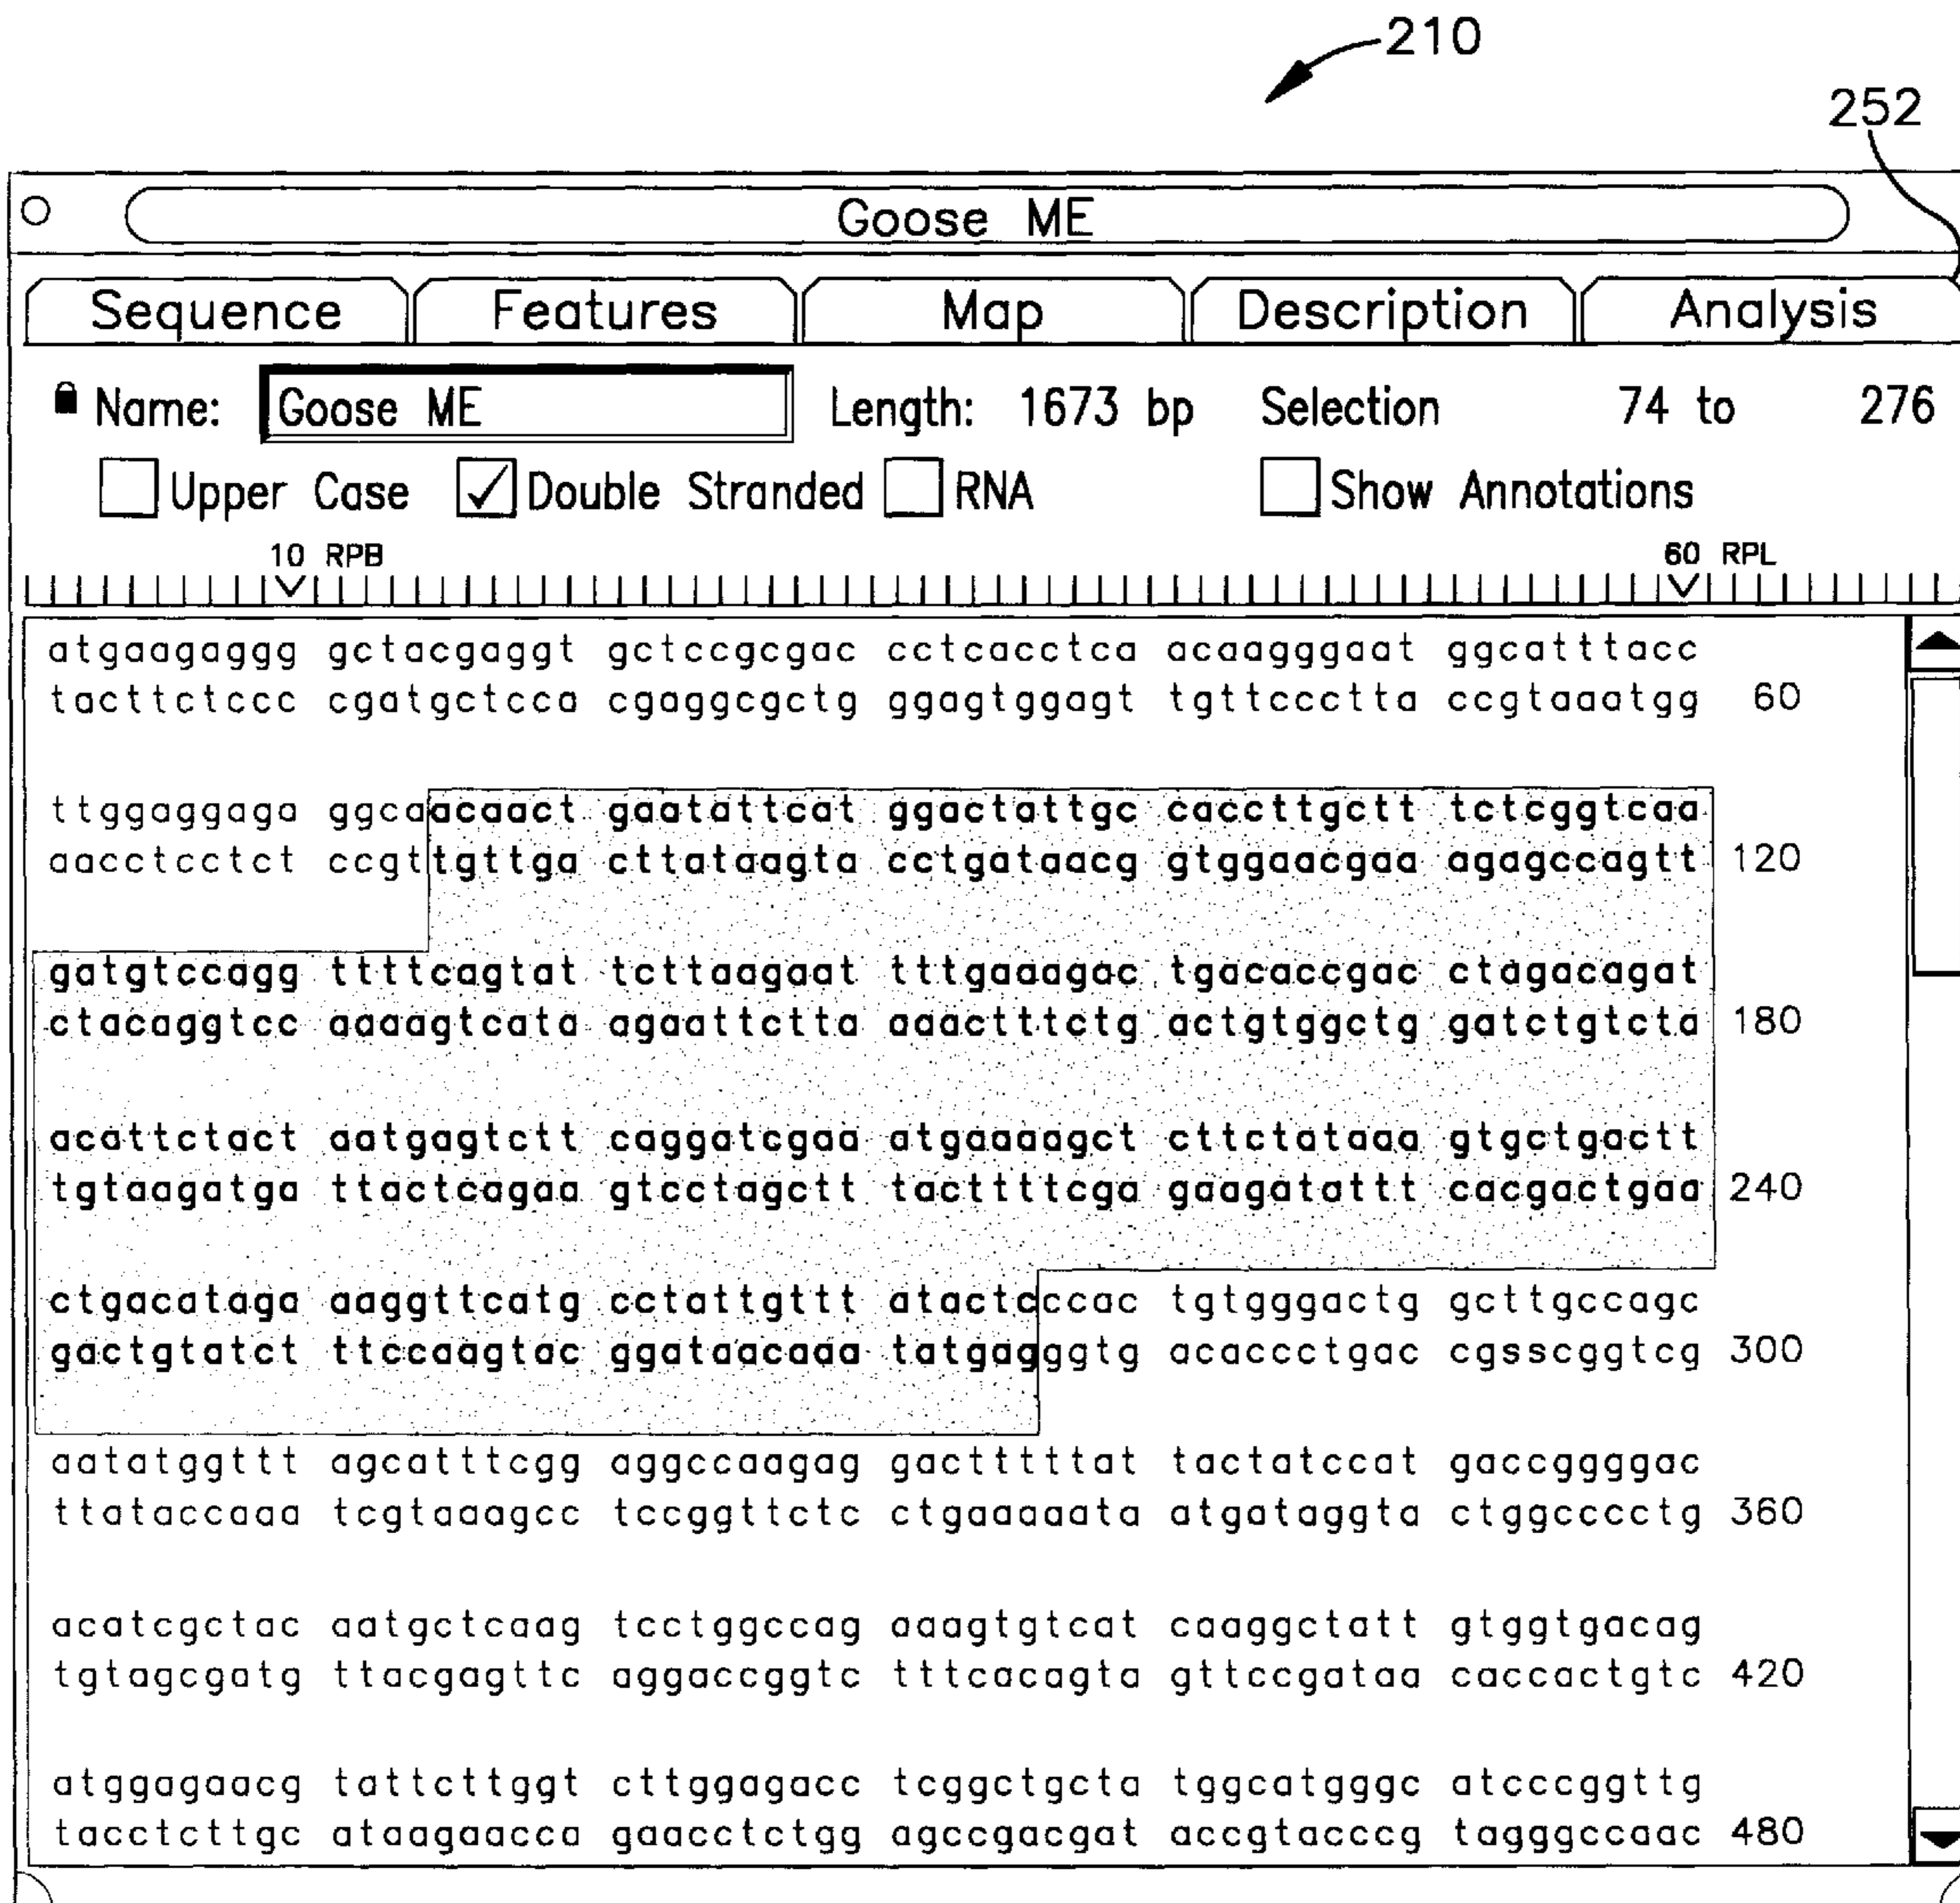 210
252
Goose ME
Sequence Features Map Description Analysis
Name: Goose ME Length: 1673 bp Selection 74 to 276
Upper Case Double Stranded RNA Show Annotations
10 RPB 60 RPL
atgaagaggg gctacgaggt gctccgcgac cctcacctca acaagggaat ggcatttacc
tacttctccc cgatgctcca cgaggcgctg ggagtggagt tgttccctta ccgtaaatgg 60
ttggaggaga ggcaacaact gaatattcat ggactattgc caccttgctt tctcggtcaa
aacctcctct ccgttgttga cttataagta cctgataacg gtggaacgaa agagccagtt 120
gatgtccagg ttttcagtat tcttaagaat tttgaaagac tgacaccgac ctagacagat
ctacaggtcc aaaagtcata agaattctta aaactttctg actgtggctg gatctgtcta 180
acattctact aatgagtctt caggatcgaa atgaaaagct cttctataaa gtgctgactt
tgtaagatga ttactcagaa gtcctagctt tacttttcga gaagatattt cacgactgaa 240
ctgacataga aaggttcatg cctattgttt atactcccac tgtgggactg gcttgccagc
gactgtatct ttccaagtac ggataacaaa tatgagggtg acaccctgac cgsscggtcg 300
aatatggttt agcatttcgg aggccaagag gactttttat tactatccat gaccggggac
ttataccaaa tcgtaaagcc tccggttctc ctgaaaaata atgataggta ctggcccctg 360
acatcgctac aatgctcaag tcctggccag aaagtgtcat caaggctatt gtggtgacag
tgtagcgatg ttacgagttc aggaccggtc tttcacagta gttccgataa caccactgtc 420
atggagaacg tattcttggt cttggagacc tcggctgcta tggcatgggc atcccggttg
tacctcttgc ataagaacca gaacctctgg agccgacgat accgtacccg tagggccaac 480